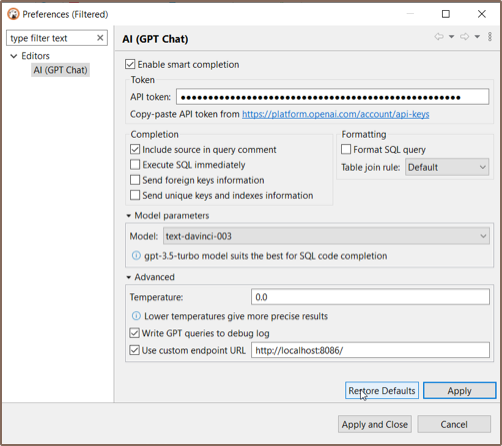 Preferences (Filtered)
type filter text
Editors
AI (GPT Chat)
AI (GPT Chat)
Enable smart completion
Token
API token: ●●●●●●●●●●●●●●●●●●●●●●●●●●●●●●●●●●●●●●●●●●●●●●●●●●●
Copy-paste API token from https://platform.openai.com/account/api-keys
Completion
Include source in query comment
Execute SQL immediately
Send foreign keys information
Send unique keys and indexes information
Formatting
Format SQL query
Table join rule: Default
Model parameters
Model: text-davinci-003
gpt-3.5-turbo model suits the best for SQL code completion
Advanced
Temperature: 0.0
Lower temperatures give more precise results
Write GPT queries to debug log
Use custom endpoint URL http://localhost:8086/
Restore Defaults Apply
Apply and Close Cancel